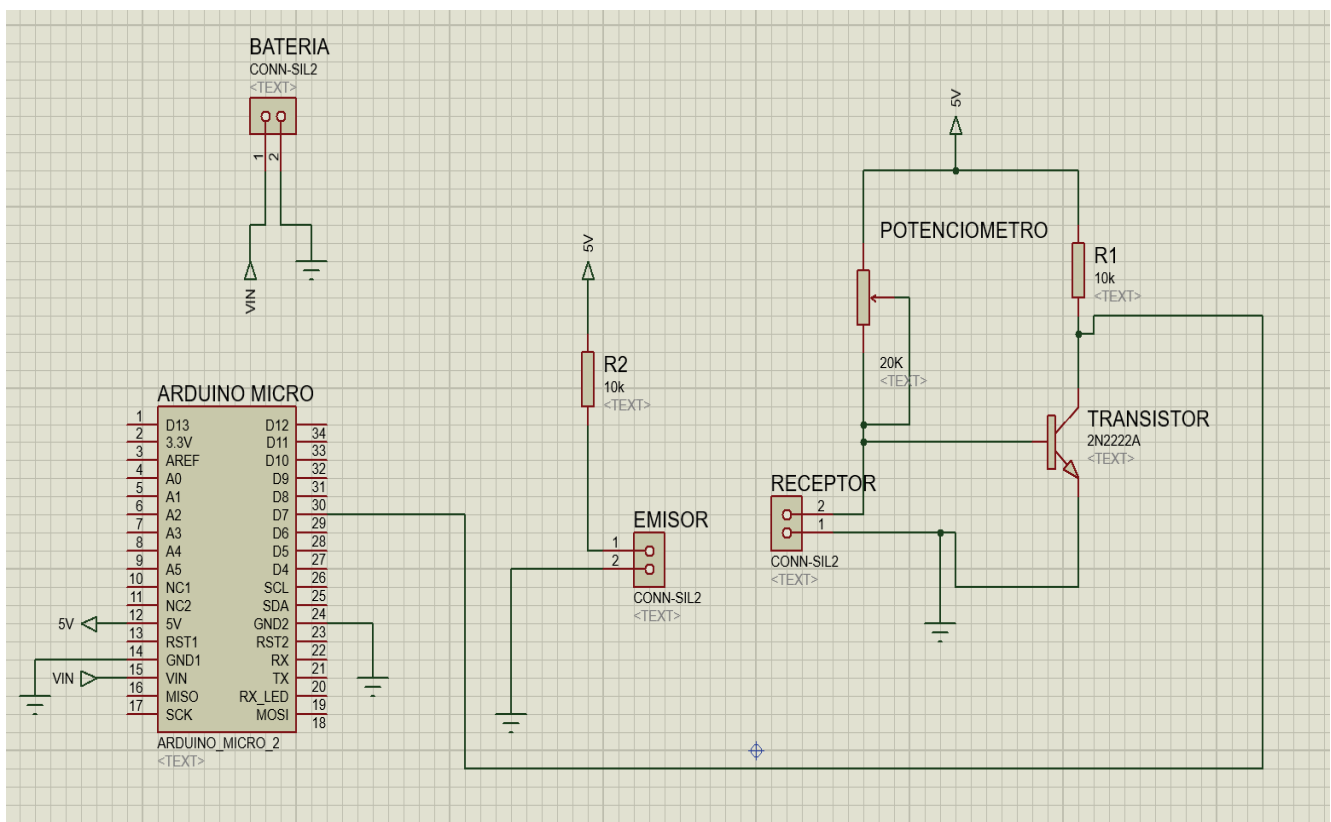 BATERIA
CONN-SIL2
<TEXT>
1
2
VIN
5V
POTENCIOMETRO
20K
<TEXT>
R1
10k
<TEXT>
5V
R2
10k
<TEXT>
TRANSISTOR
2N2222A
<TEXT>
RECEPTOR
2
1
CONN-SIL2
<TEXT>
EMISOR
1
2
CONN-SIL2
<TEXT>
ARDUINO MICRO
1 D13 D12 34
2 3.3V D11 33
3 AREF D10 32
4 A0 D9 31
5 A1 D8 30
6 A2 D7 29
7 A3 D6 28
8 A4 D5 27
9 A5 D4 26
10 NC1 SCL 25
11 NC2 SDA 24
5V 12 5V GND2 23
13 RST1 RST2 22
14 GND1 RX 21
VIN 15 VIN TX 20
16 MISO RX_LED 19
17 SCK MOSI 18
ARDUINO_MICRO_2
<TEXT>